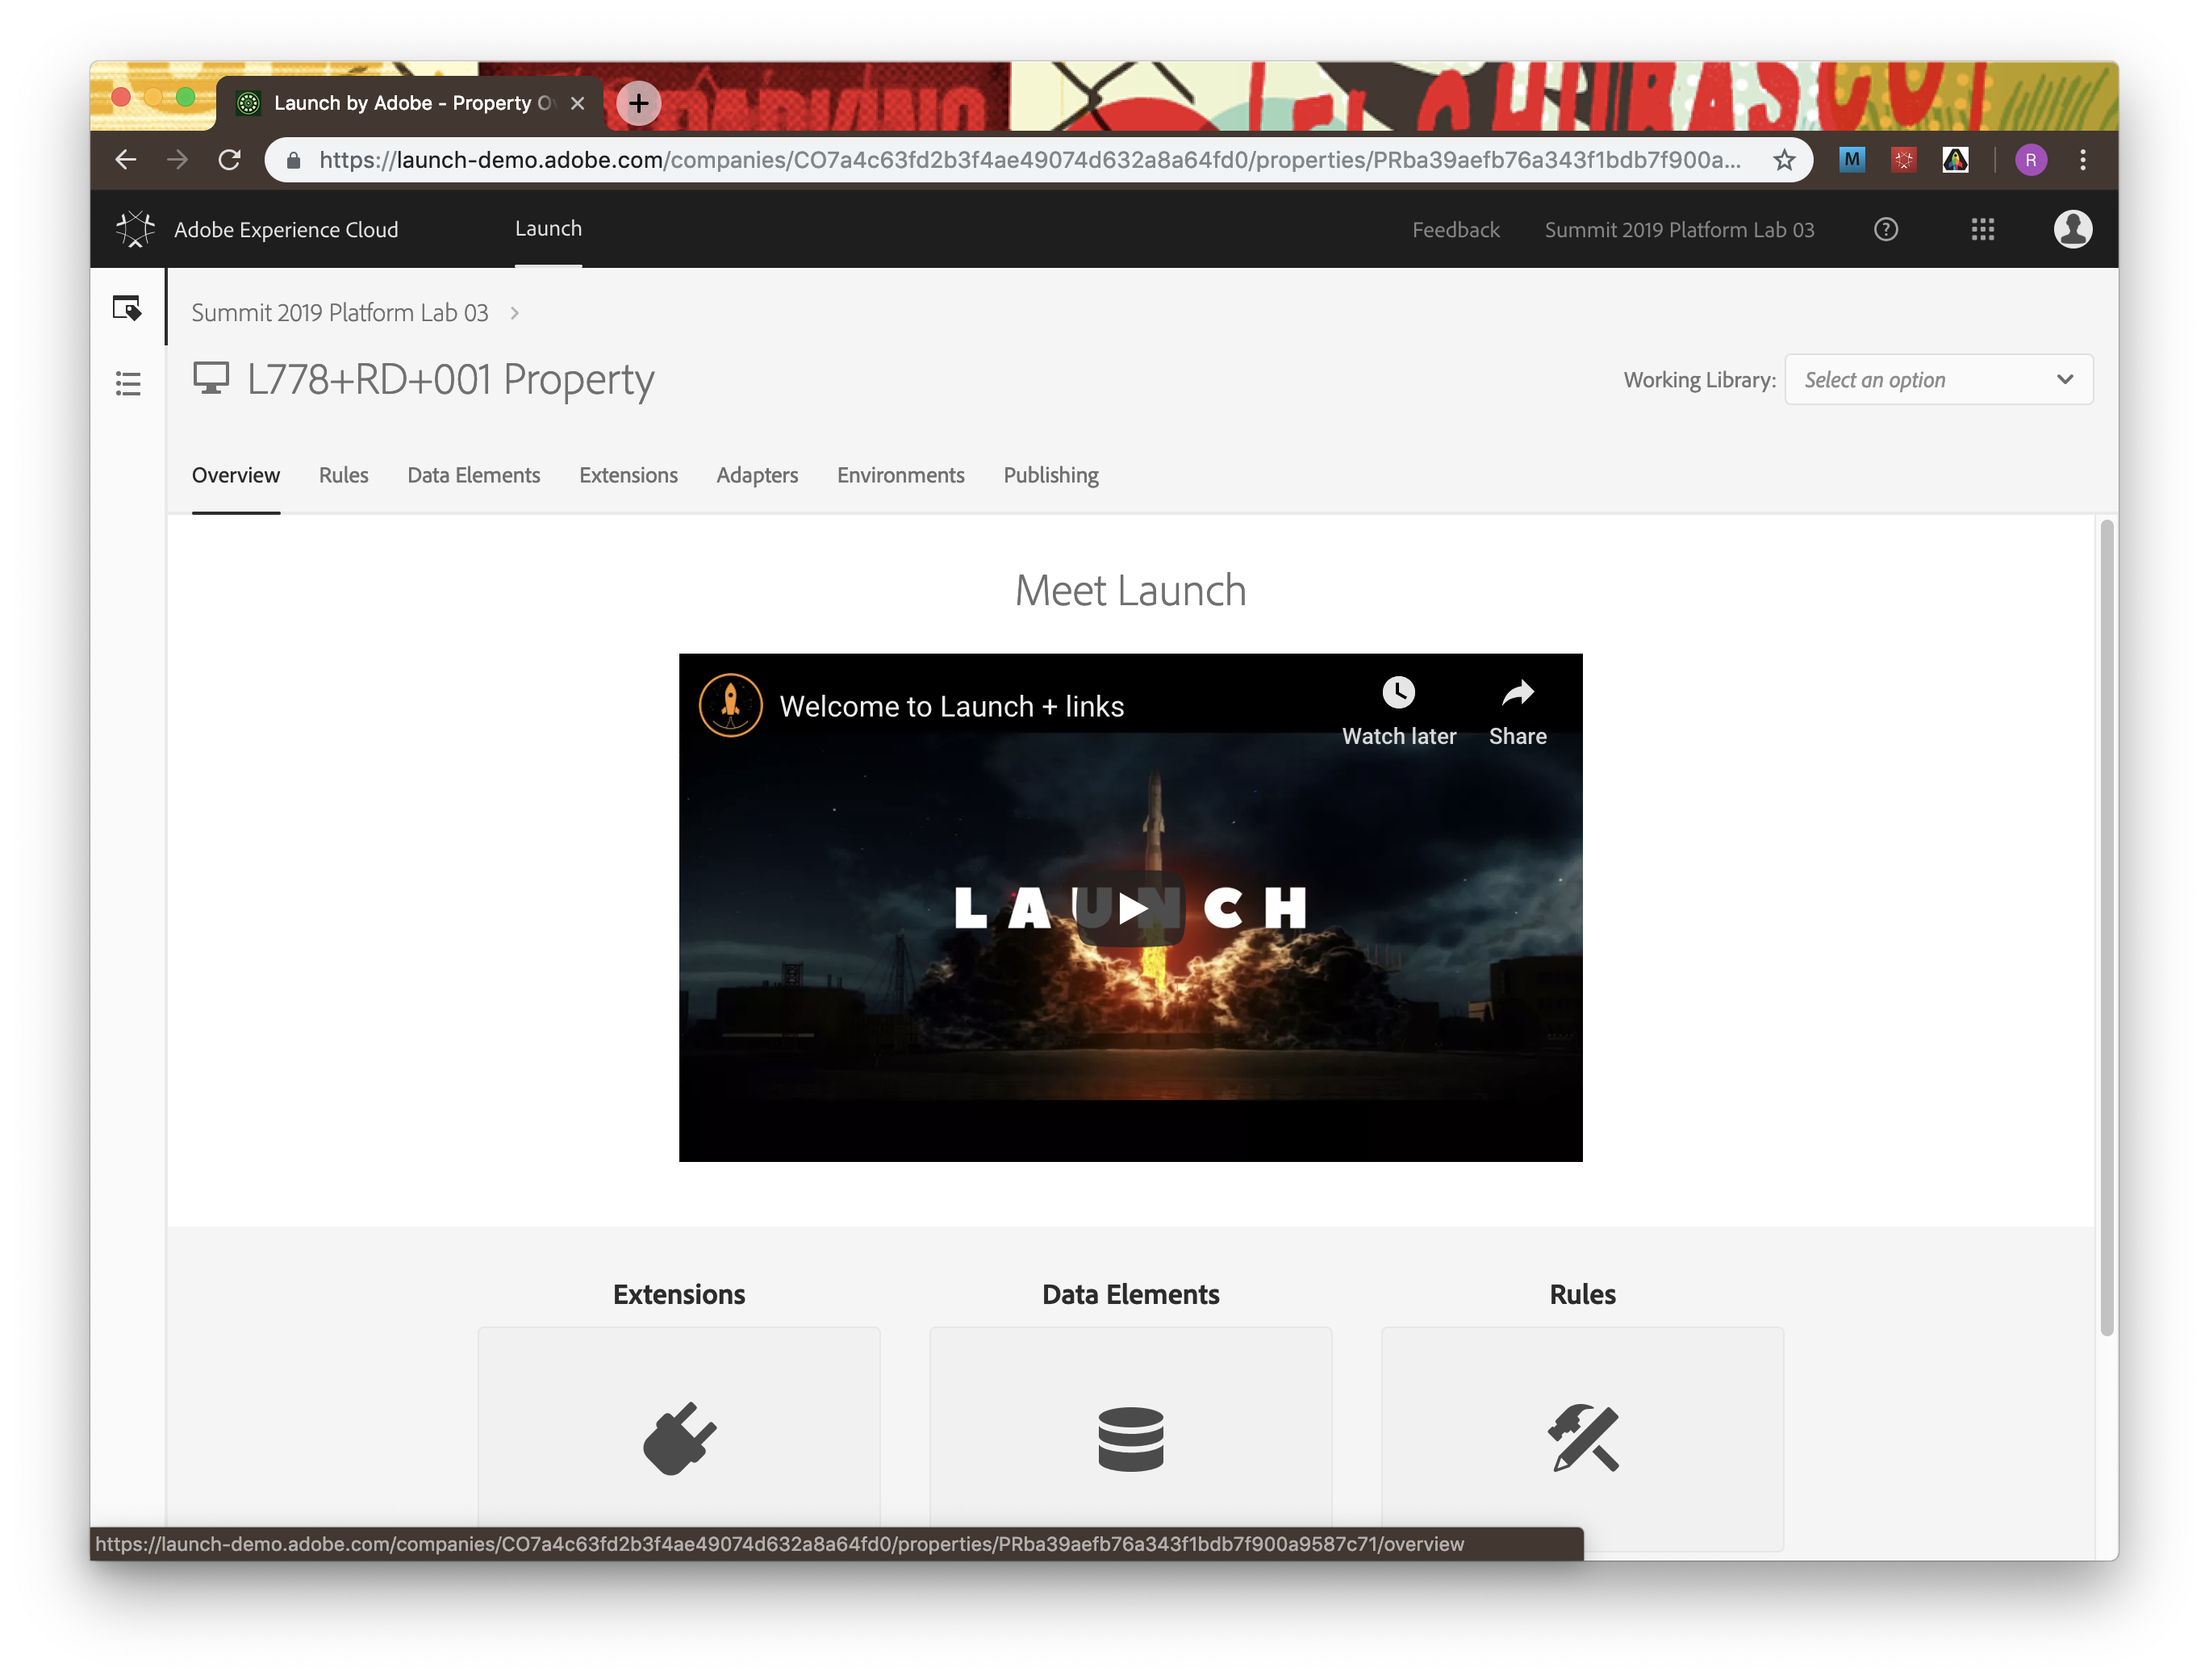 EL CHURRASCO!
Launch by Adobe - Property O
https://launch-demo.adobe.com/companies/CO7a4c63fd2b3f4ae49074d632a8a64fd0/properties/PRba39aefb76a343f1bdb7f900a...
M
R
Adobe Experience Cloud
Launch
Feedback
Summit 2019 Platform Lab 03
?
Summit 2019 Platform Lab 03 >
L778+RD+001 Property
Working Library: Select an option
Overview Rules Data Elements Extensions Adapters Environments Publishing
Meet Launch
Welcome to Launch + links
Watch later
Share
LAUNCH
Extensions
Data Elements
Rules
https://launch-demo.adobe.com/companies/CO7a4c63fd2b3f4ae49074d632a8a64fd0/properties/PRba39aefb76a343f1bdb7f900a9587c71/overview